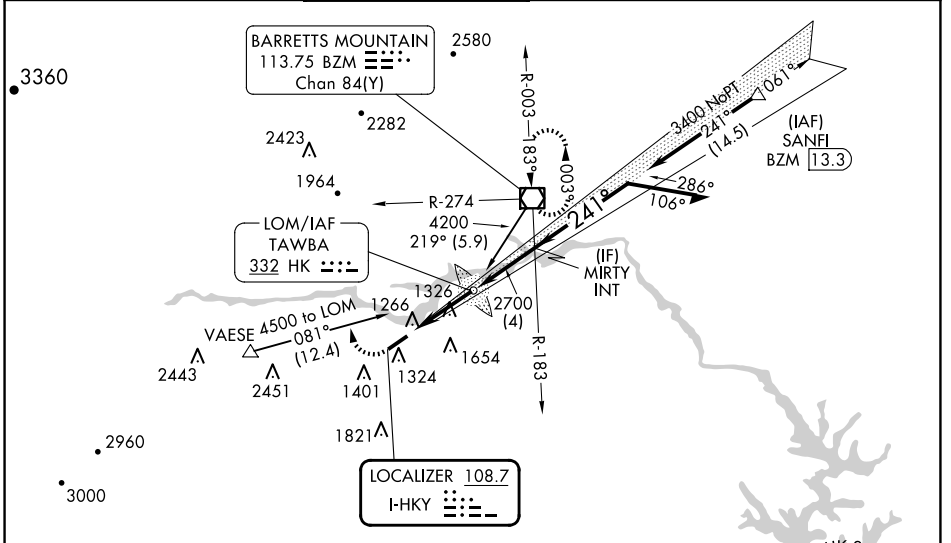 BARRETTS MOUNTAIN
113.75 BZM
Chan 84(Y)
2580
3360
2282
2423
1964
R-003
183°
003°
3400 NoPT
241°
(14.5)
061°
(IAF)
SANFI
BZM 13.3
286°
106°
241°
R-274
4200
219° (5.9)
LOM/IAF
TAWBA
332 HK
(IF)
MIRTY
INT
1326
1266
2700
(4)
VAESE 4500 to LOM
081°
(12.4)
R-183
2443
2451
1401
1324
1654
1821
2960
3000
LOCALIZER 108.7
I-HKY